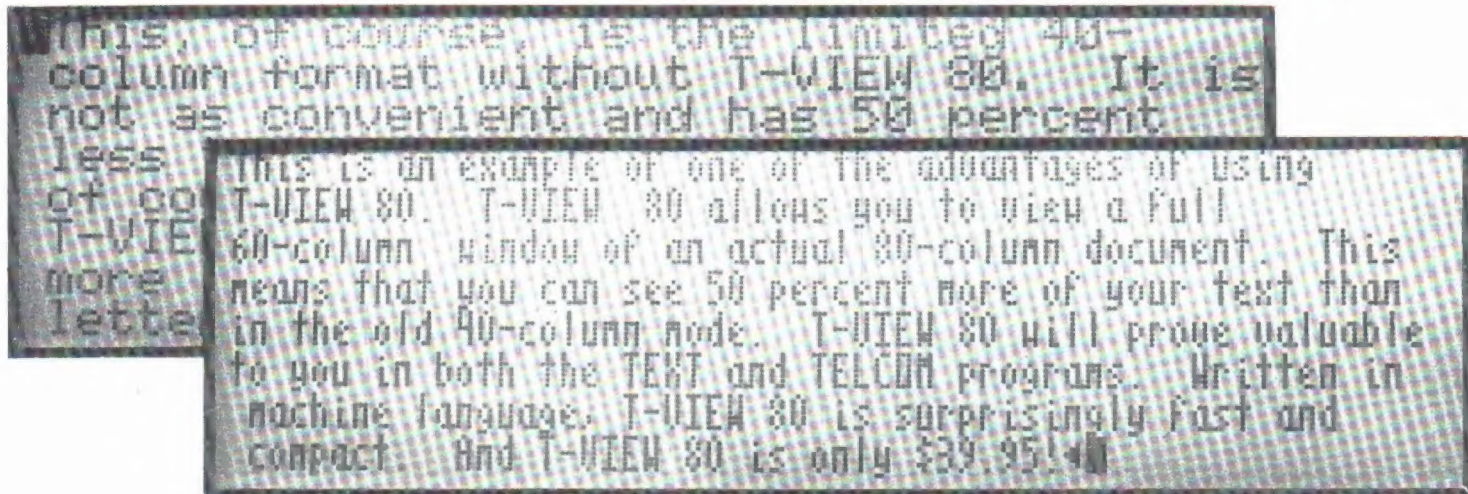 This, of course, is the limited 40-
column format without T-VIEW 80.  It is
not as convenient and has 50 percent
less
of co
T-VIE
more
lette
This is an example of one of the advantages of using
T-VIEW 80.  T-VIEW  80 allows you to view a full
60-column  window of an actual 80-column document.  This
means that you can see 50 percent more of your text than
in the old 40-column mode.  T-VIEW 80 will prove valuable
to you in both the TEXT and TELCOM programs.  Written in
machine language, T-VIEW 80 is surprisingly fast and
compact.  And T-VIEW 80 is only $39.95!◄